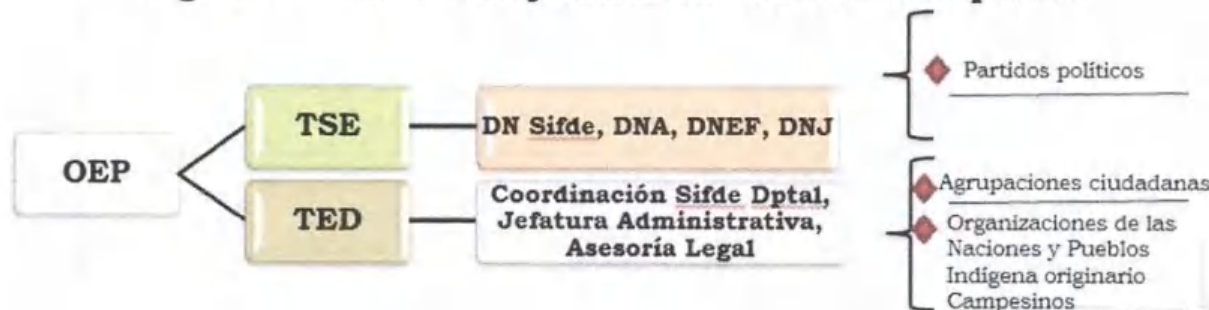 OEP
TSE
DN Sifde, DNA, DNEF, DNJ
Partidos políticos
TED
Coordinación Sifde Dptal,
Jefatura Administrativa,
Asesoría Legal
Agrupaciones ciudadanas
Organizaciones de las
Naciones y Pueblos
Indígena originario
Campesinos